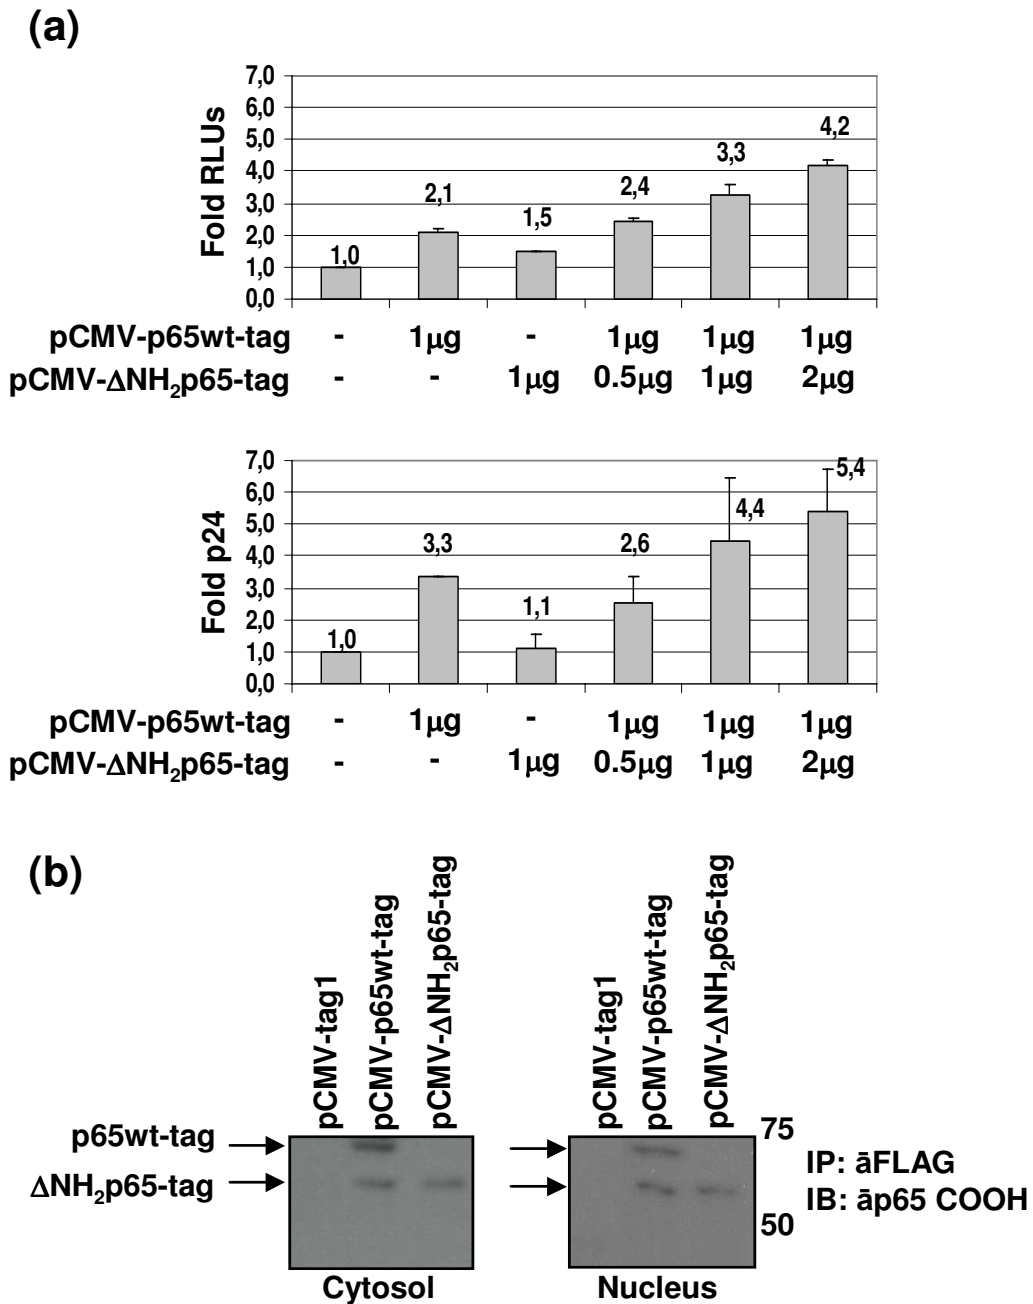 (a)
Fold RLUs
7,0
6,0
5,0
4,0
3,0
2,0
1,0
0,0
1,0
2,1
1,5
2,4
3,3
4,2
pCMV-p65wt-tag - 1µg - 1µg 1µg 1µg
pCMV-ΔNH₂p65-tag - - 1µg 0.5µg 1µg 2µg
Fold p24
7,0
6,0
5,0
4,0
3,0
2,0
1,0
0,0
1,0
3,3
1,1
2,6
4,4
5,4
pCMV-p65wt-tag - 1µg - 1µg 1µg 1µg
pCMV-ΔNH₂p65-tag - - 1µg 0.5µg 1µg 2µg
(b)
pCMV-tag1
pCMV-p65wt-tag
pCMV-ΔNH₂p65-tag
pCMV-tag1
pCMV-p65wt-tag
pCMV-ΔNH₂p65-tag
p65wt-tag
ΔNH₂p65-tag
75
50
IP: āFLAG
IB: āp65 COOH
Cytosol
Nucleus